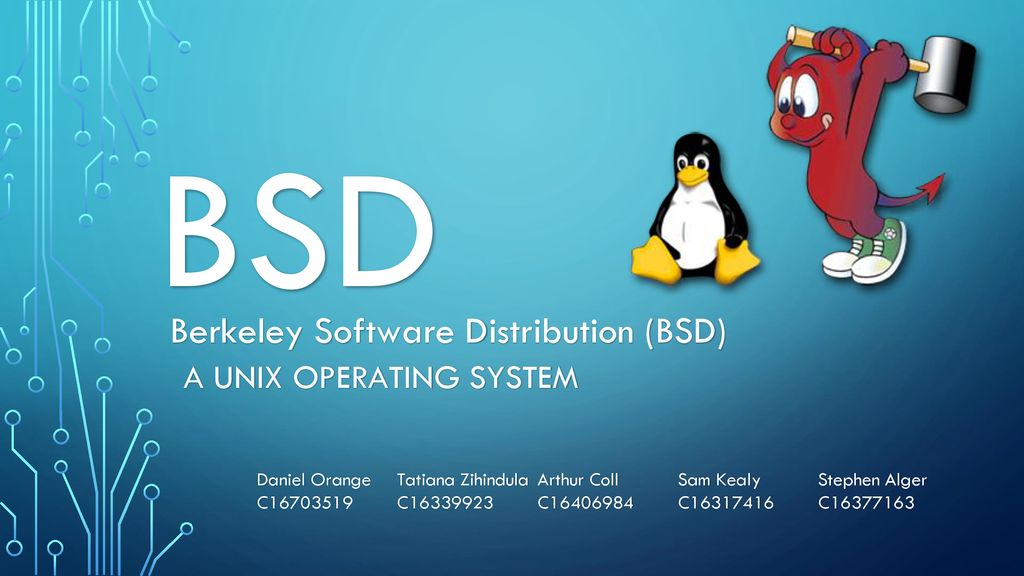 BSD
Berkeley Software Distribution (BSD)
A UNIX OPERATING SYSTEM
Daniel Orange Tatiana Zihindula Arthur Coll Sam Kealy Stephen Alger
C16703519 C16339923 C16406984 C16317416 C16377163